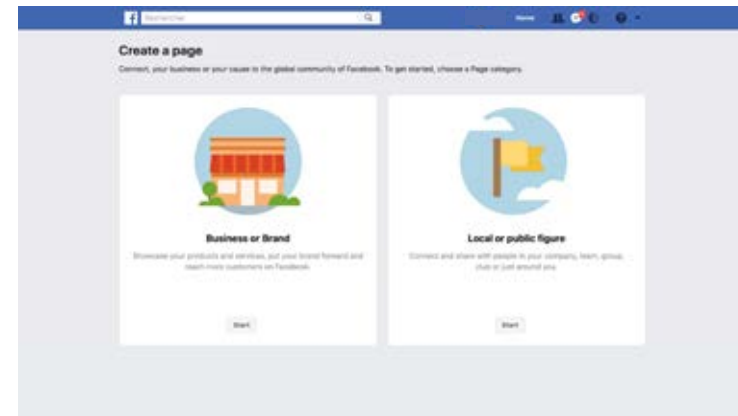 f
Rechercher
Home
Create a page
Connect, your business or your cause to the global community of Facebook. To get started, choose a Page category.
Business or Brand
Showcase your products and services, put your brand forward and
reach more customers on Facebook.
Start
Local or public figure
Connect and share with people in your company, team, group,
club or just around you.
Start